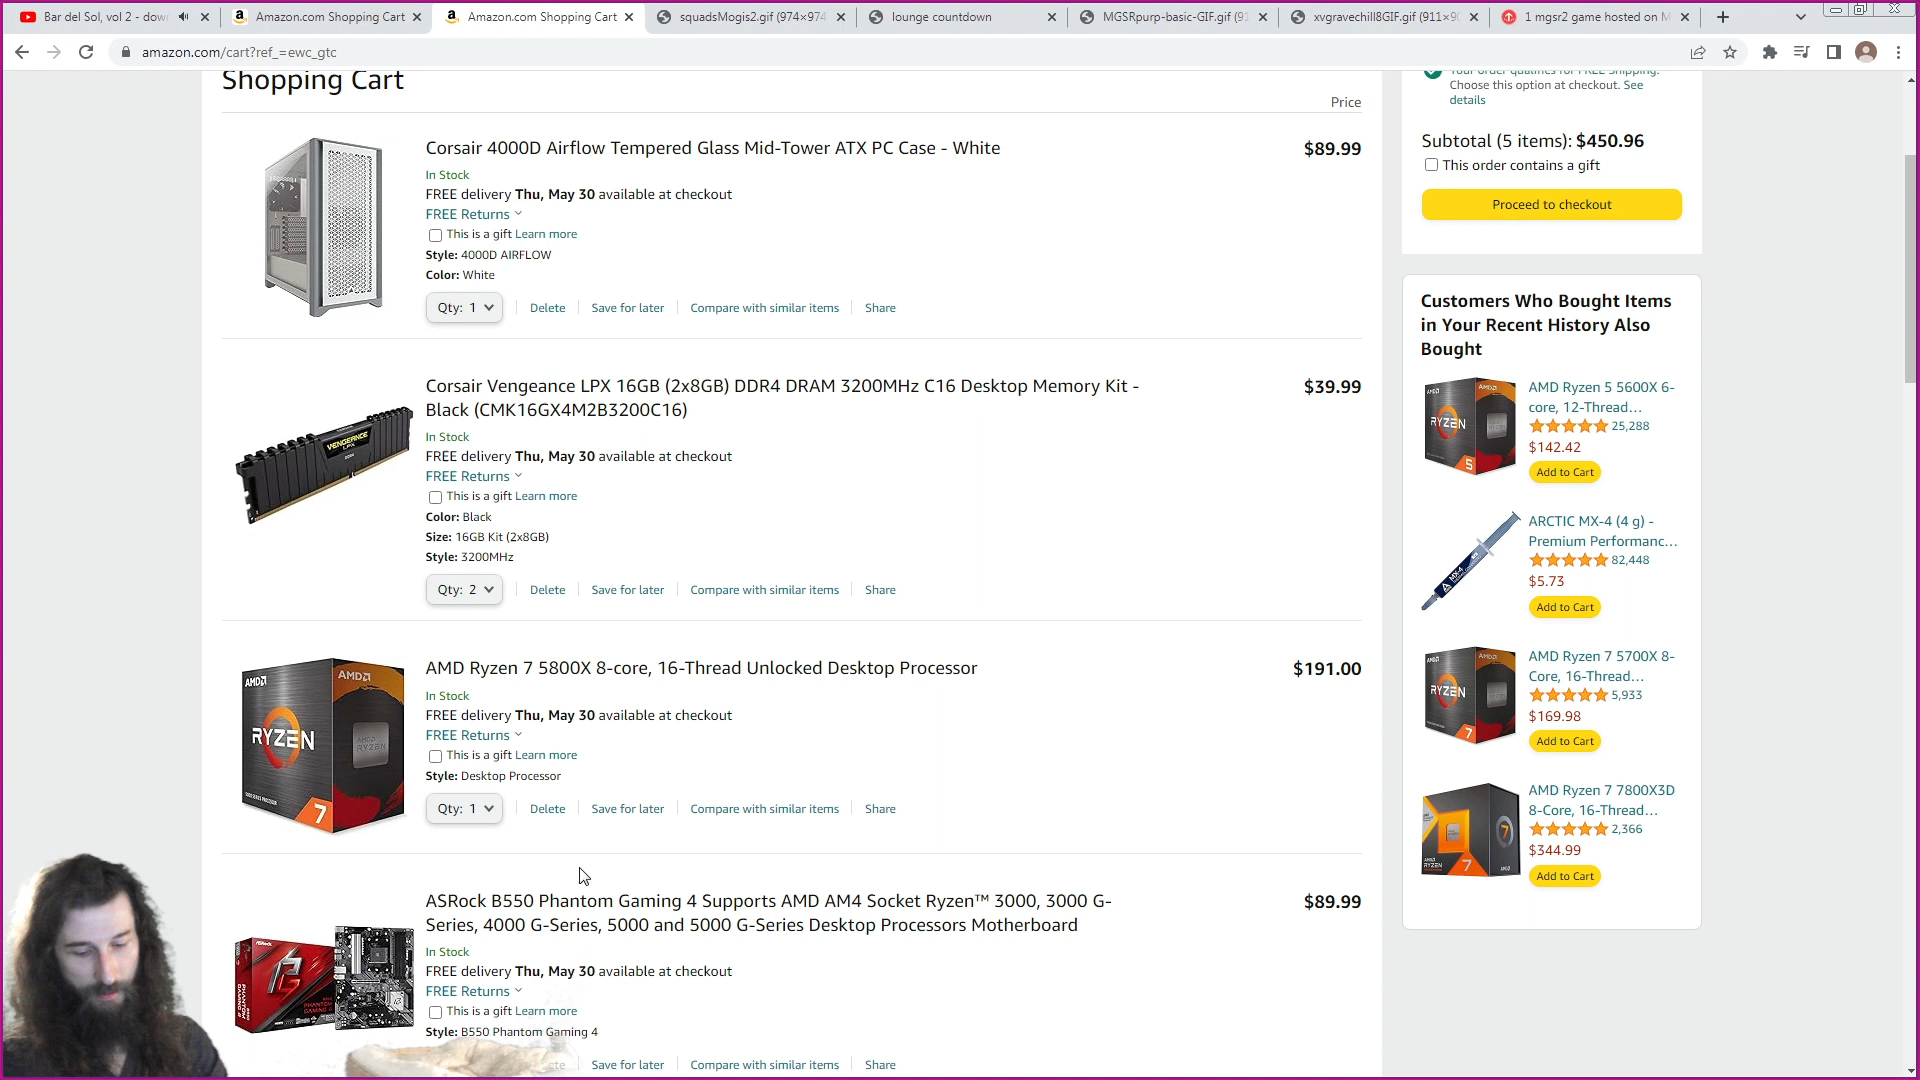 Bar del Sol, vol 2 - dow
Amazon.com Shopping Cart
Amazon.com Shopping Cart
squadsMogis2.gif (974×974
lounge countdown
MGSRpurp-basic-GIF.gif (91
xvgravechill8GIF.gif (911×90
1 mgsr2 game hosted on M
amazon.com/cart?ref_=ewc_gtc
Shopping Cart
Price
Corsair 4000D Airflow Tempered Glass Mid-Tower ATX PC Case - White
$89.99
In Stock
FREE delivery Thu, May 30 available at checkout
FREE Returns
This is a gift Learn more
Style: 4000D AIRFLOW
Color: White
Qty: 1
Delete
Save for later
Compare with similar items
Share
Corsair Vengeance LPX 16GB (2x8GB) DDR4 DRAM 3200MHz C16 Desktop Memory Kit -
Black (CMK16GX4M2B3200C16)
$39.99
VENGEANCE
LPX
In Stock
FREE delivery Thu, May 30 available at checkout
FREE Returns
This is a gift Learn more
Color: Black
Size: 16GB Kit (2x8GB)
Style: 3200MHz
Qty: 2
Delete
Save for later
Compare with similar items
Share
AMD Ryzen 7 5800X 8-core, 16-Thread Unlocked Desktop Processor
$191.00
AMD
AMD
RYZEN
AMD
RYZEN
7
In Stock
FREE delivery Thu, May 30 available at checkout
FREE Returns
This is a gift Learn more
Style: Desktop Processor
Qty: 1
Delete
Save for later
Compare with similar items
Share
ASRock B550 Phantom Gaming 4 Supports AMD AM4 Socket Ryzen™ 3000, 3000 G-
Series, 4000 G-Series, 5000 and 5000 G-Series Desktop Processors Motherboard
$89.99
In Stock
FREE delivery Thu, May 30 available at checkout
FREE Returns
This is a gift Learn more
Style: B550 Phantom Gaming 4
Save for later
Compare with similar items
Share
Your order qualifies for FREE Shipping.
Choose this option at checkout. See
details
Subtotal (5 items): $450.96
This order contains a gift
Proceed to checkout
Customers Who Bought Items
in Your Recent History Also
Bought
AMD Ryzen 5 5600X 6-
core, 12-Thread...
25,288
$142.42
Add to Cart
RYZEN
5
ARCTIC MX-4 (4 g) -
Premium Performanc...
82,448
$5.73
Add to Cart
MX-4
AMD Ryzen 7 5700X 8-
Core, 16-Thread...
5,933
$169.98
Add to Cart
RYZEN
7
AMD Ryzen 7 7800X3D
8-Core, 16-Thread...
2,366
$344.99
Add to Cart
7